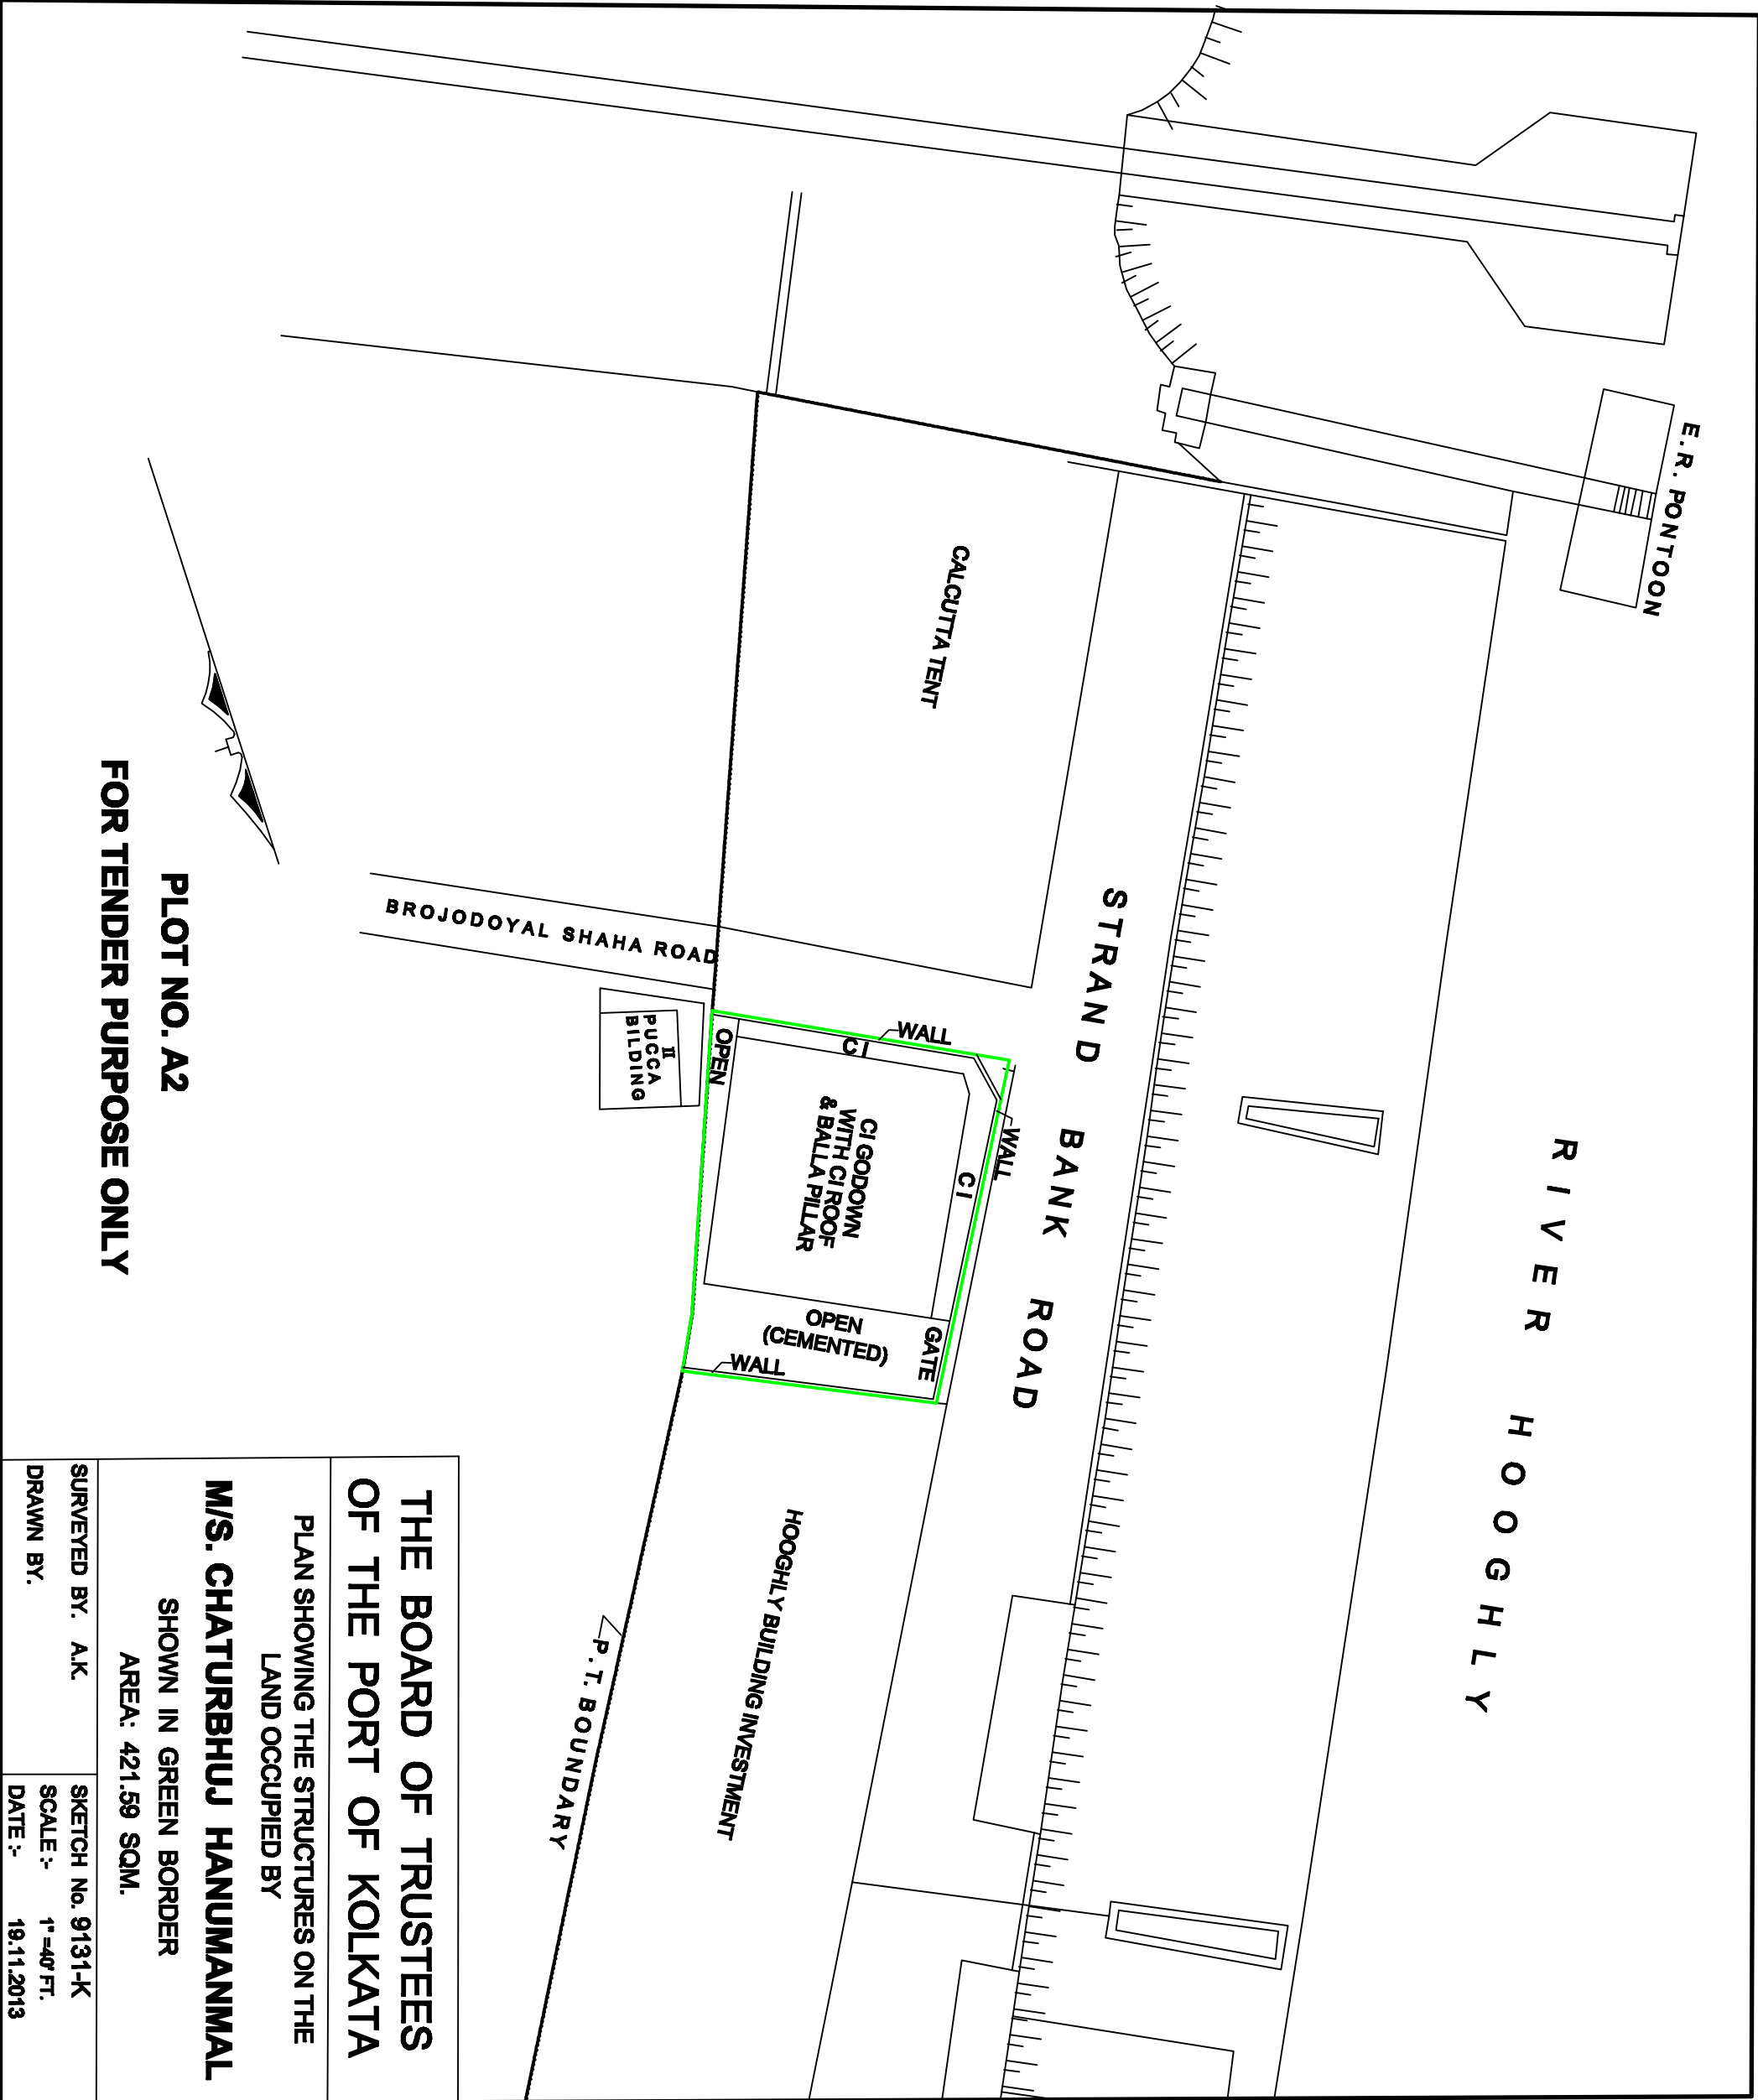 E.R. PONTOON
RIVER HOOGHLY
STRAND BANK ROAD
CALCUTTA TENT
BROJODOYAL SHAHA ROAD
II
PUCCA
BILDING
OPEN
WALL
CI
WALL
CI
CI GODOWN
WITH CI ROOF
& BALLA PILLAR
OPEN
(CEMENTED)
GATE
WALL
HOOGHLY BUILDING INVESTMENT
P.T. BOUNDARY
PLOT NO. A2
FOR TENDER PURPOSE ONLY
THE BOARD OF TRUSTEES
OF THE PORT OF KOLKATA
PLAN SHOWING THE STRUCTURES ON THE
LAND OCCUPIED BY
M/S. CHATURBHUJ HANUMANMAL
SHOWN IN GREEN BORDER
AREA: 421.59 SQM.
SURVEYED BY. A.K.
DRAWN BY.
SKETCH No. 9131-K
SCALE :- 1"=40' FT.
DATE :- 19.11.2013